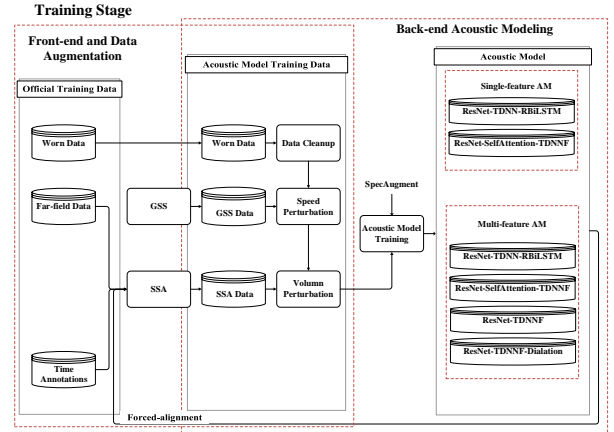 Training Stage
Front-end and Data
Augmentation
Back-end Acoustic Modeling
Official Training Data
Acoustic Model Training Data
Acoustic Model
Worn Data
Far-field Data
Time
Annotations
GSS
SSA
Worn Data
GSS Data
SSA Data
Data Cleanup
Speed
Perturbation
Volumn
Perturbation
SpecAugment
Acoustic Model
Training
Single-feature AM
ResNet-TDNN-RBiLSTM
ResNet-SelfAttention-TDNNF
Multi-feature AM
ResNet-TDNN-RBiLSTM
ResNet-SelfAttention-TDNNF
ResNet-TDNNF
ResNet-TDNNF-Dialation
Forced-alignment